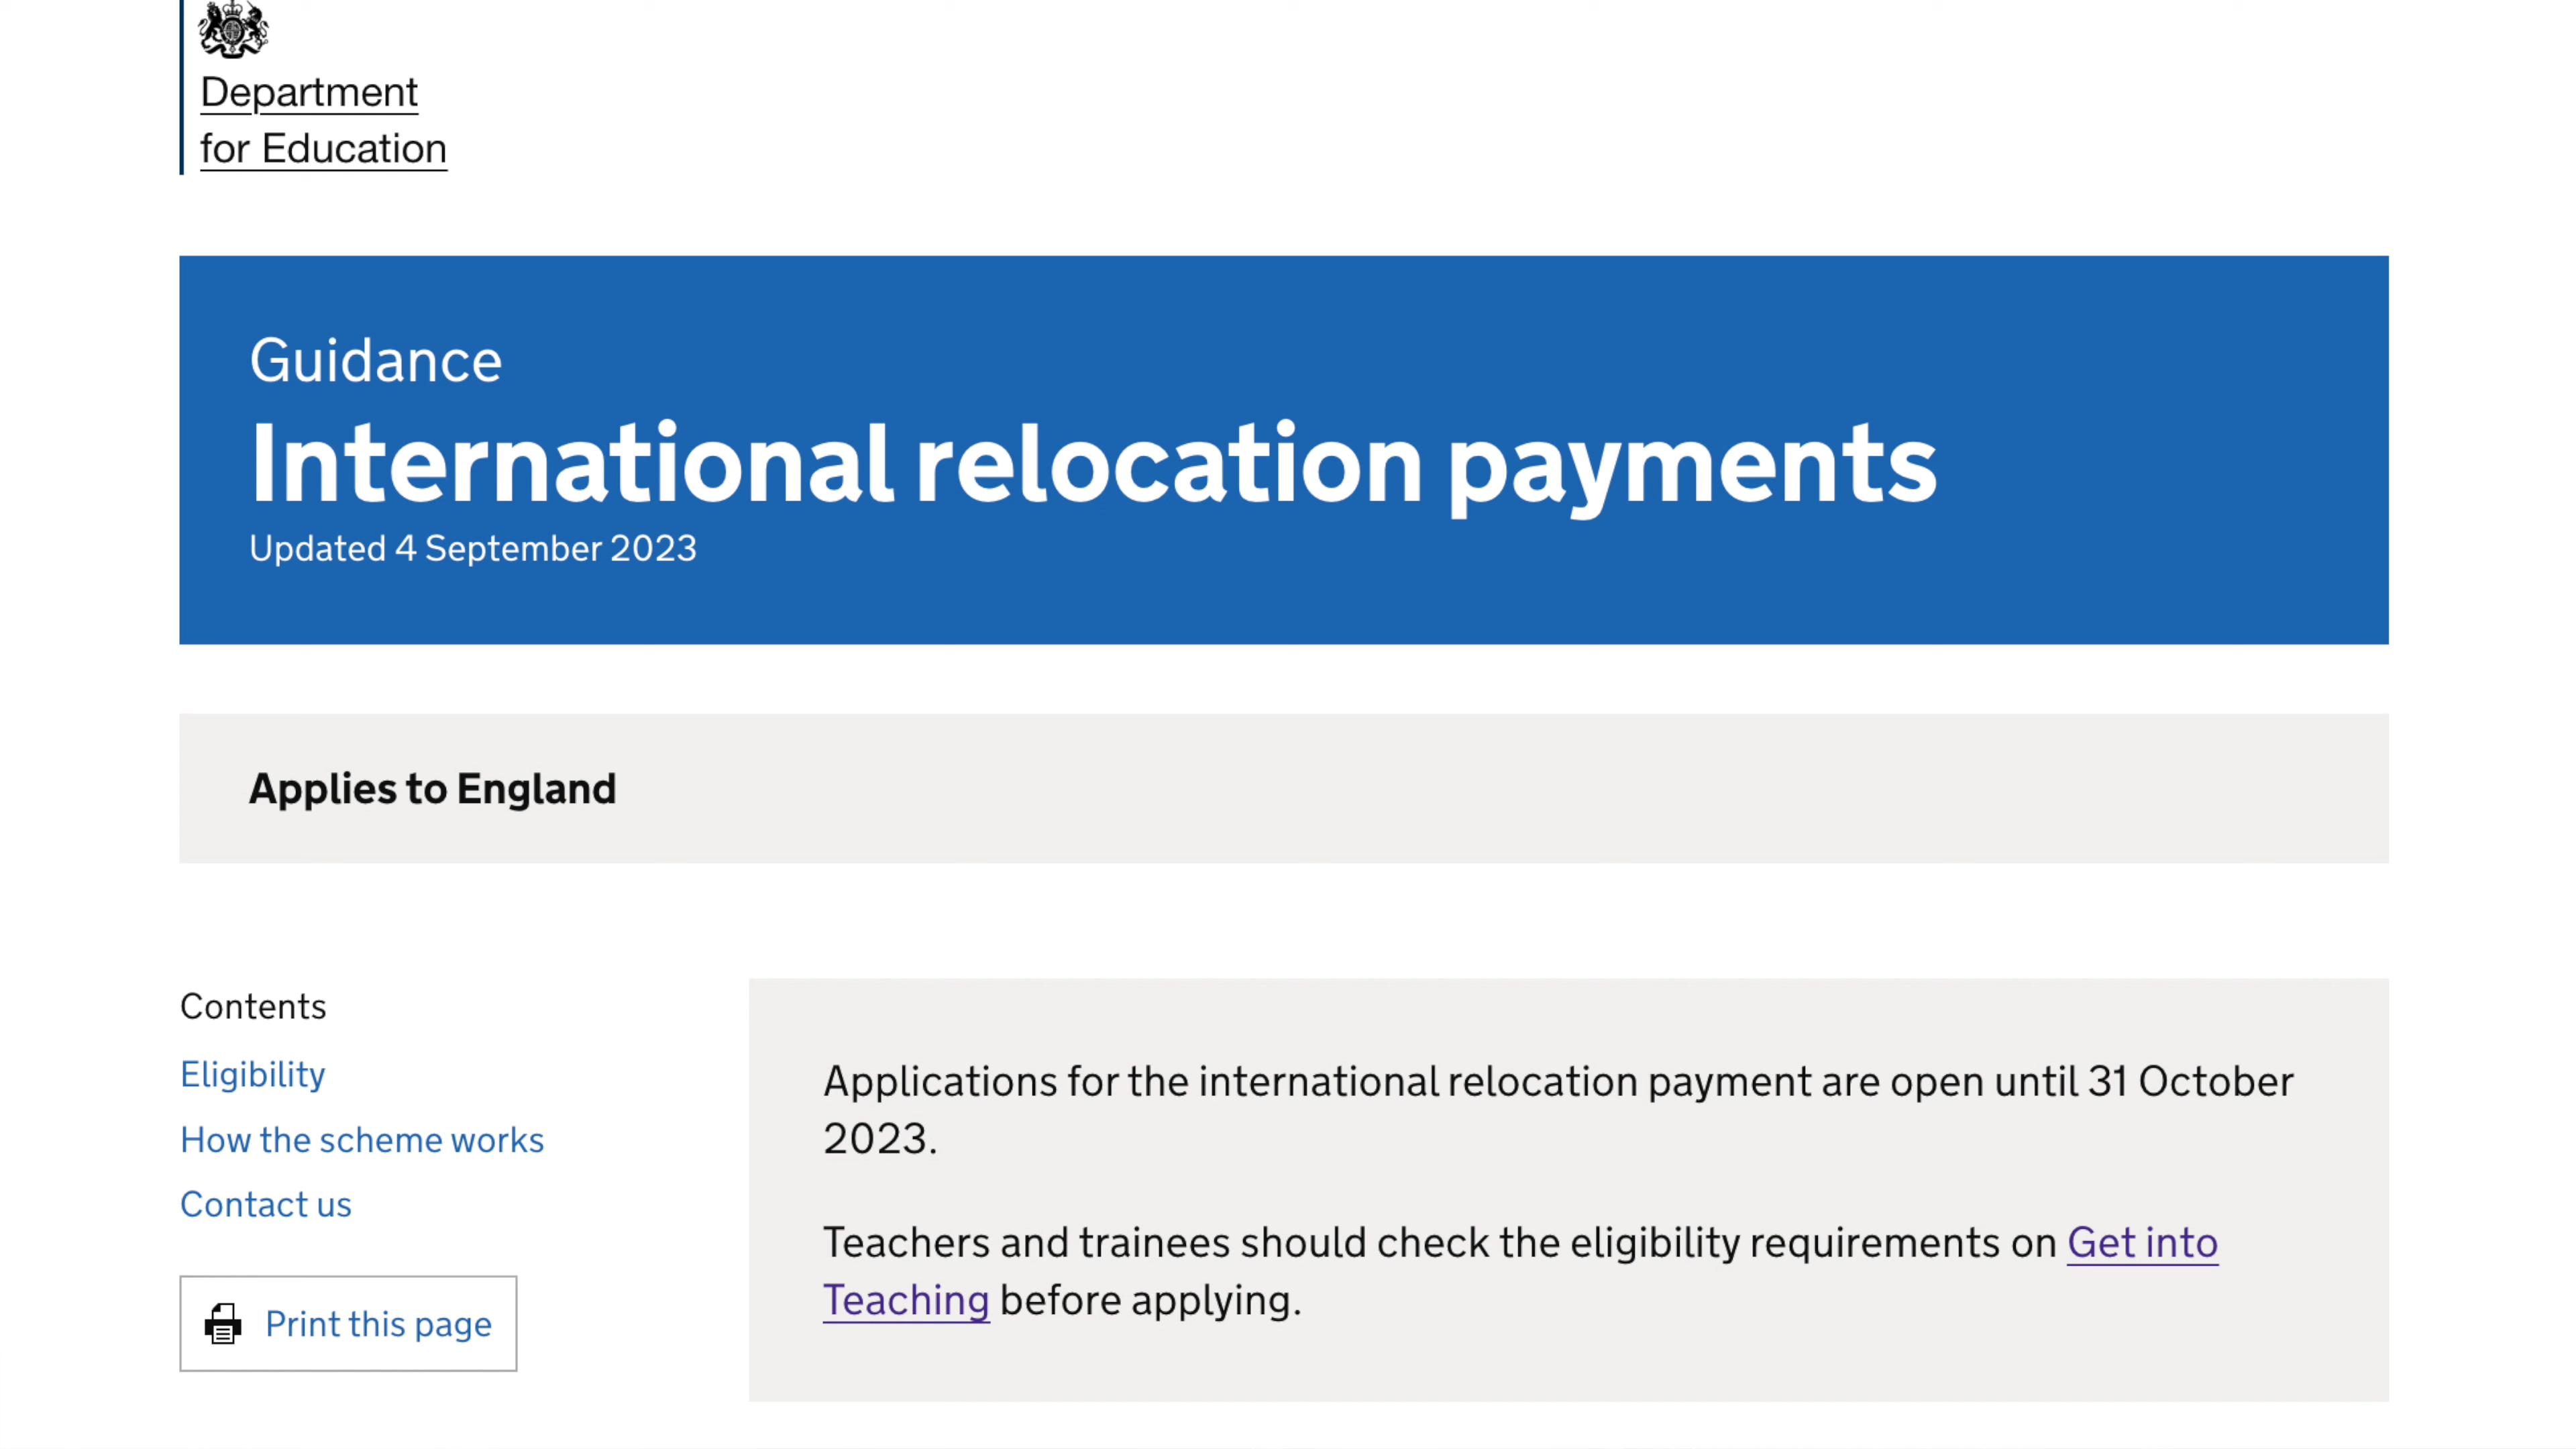 Department
for Education
Guidance
International relocation payments
Updated 4 September 2023
Applies to England
Contents
Eligibility
How the scheme works
Contact us
Print this page
Applications for the international relocation payment are open until 31 October
2023.
Teachers and trainees should check the eligibility requirements on Get into
Teaching before applying.